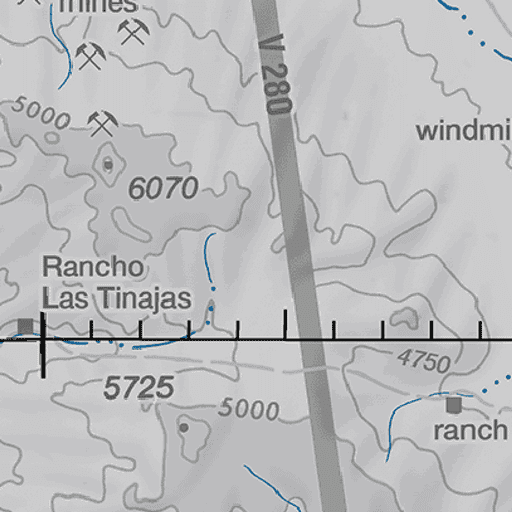 mines
V 280
5000
windmi
6070
Rancho
Las Tinajas
4750
5725
5000
ranch